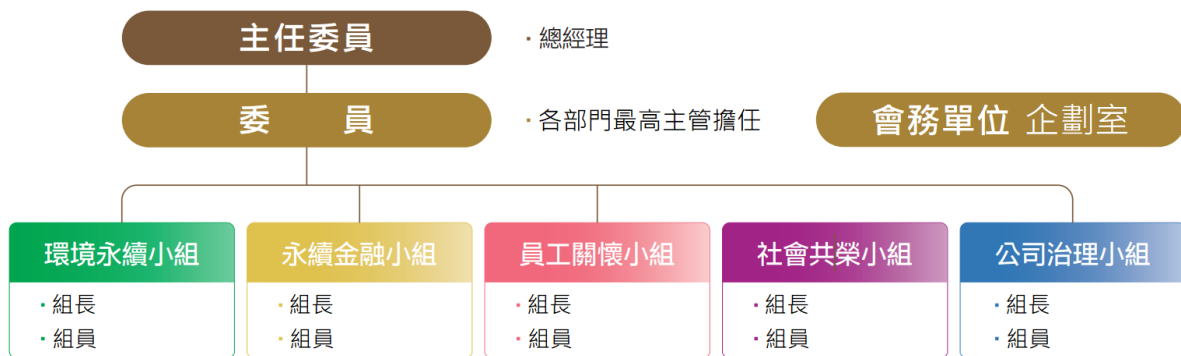 主任委員
・總經理
委　員
・各部門最高主管擔任
會務單位 企劃室
環境永續小組
・組長
・組員
永續金融小組
・組長
・組員
員工關懷小組
・組長
・組員
社會共榮小組
・組長
・組員
公司治理小組
・組長
・組員